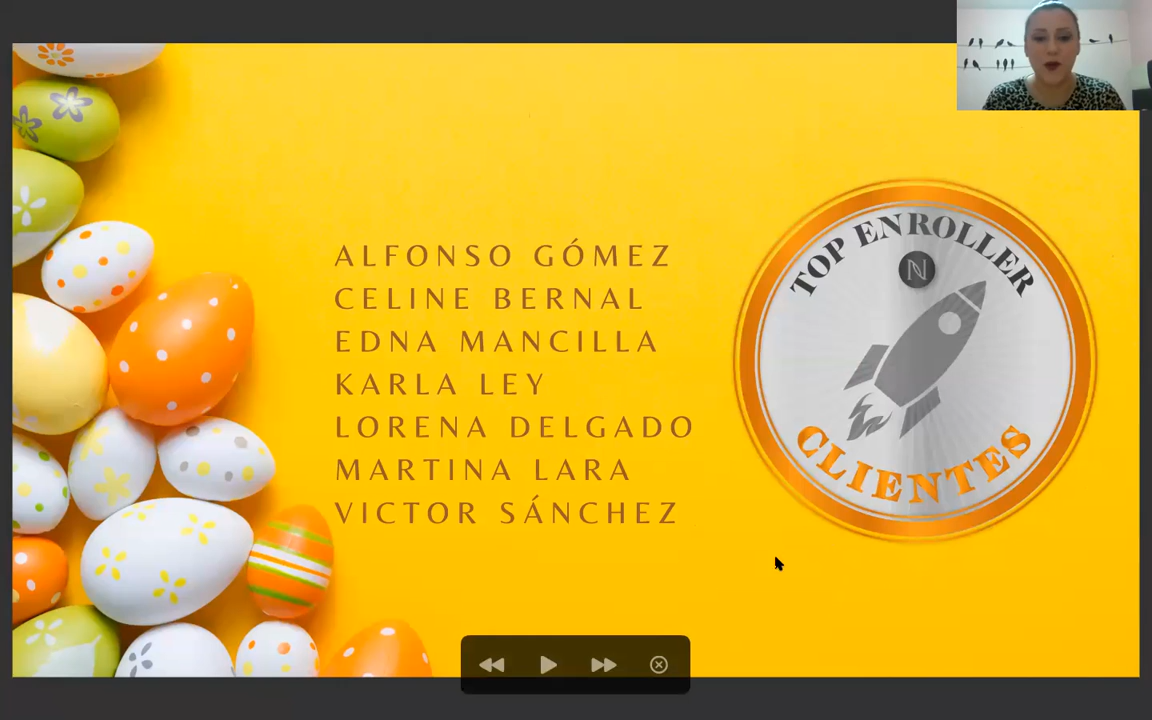 ALFONSO GÓMEZ
CELINE BERNAL
EDNA MANCILLA
KARLA LEY
LORENA DELGADO
MARTINA LARA
VICTOR SÁNCHEZ
TOP ENROLLER
N
CLIENTES